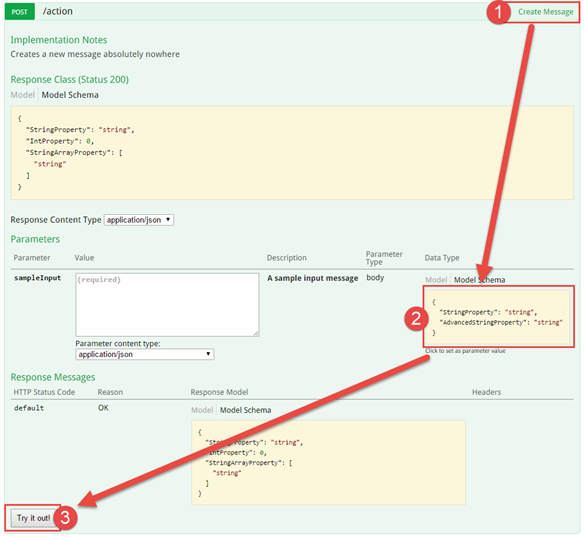 POST /action 1 Create Message
Implementation Notes
Creates a new message absolutely nowhere
Response Class (Status 200)
Model Model Schema
{
"StringProperty": "string",
"IntProperty": 0,
"StringArrayProperty": [
"string"
]
}
Response Content Type application/json
Parameters
Parameter Value Description Parameter Type Data Type
sampleInput (required) A sample input message body Model Model Schema
{
"StringProperty": "string",
"AdvancedStringProperty": "string"
}
2
Click to set as parameter value
Parameter content type:
application/json
Response Messages
HTTP Status Code Reason Response Model Headers
default OK Model Model Schema
{
"StringProperty": "string",
"IntProperty": 0,
"StringArrayProperty": [
"string"
]
}
Try it out! 3